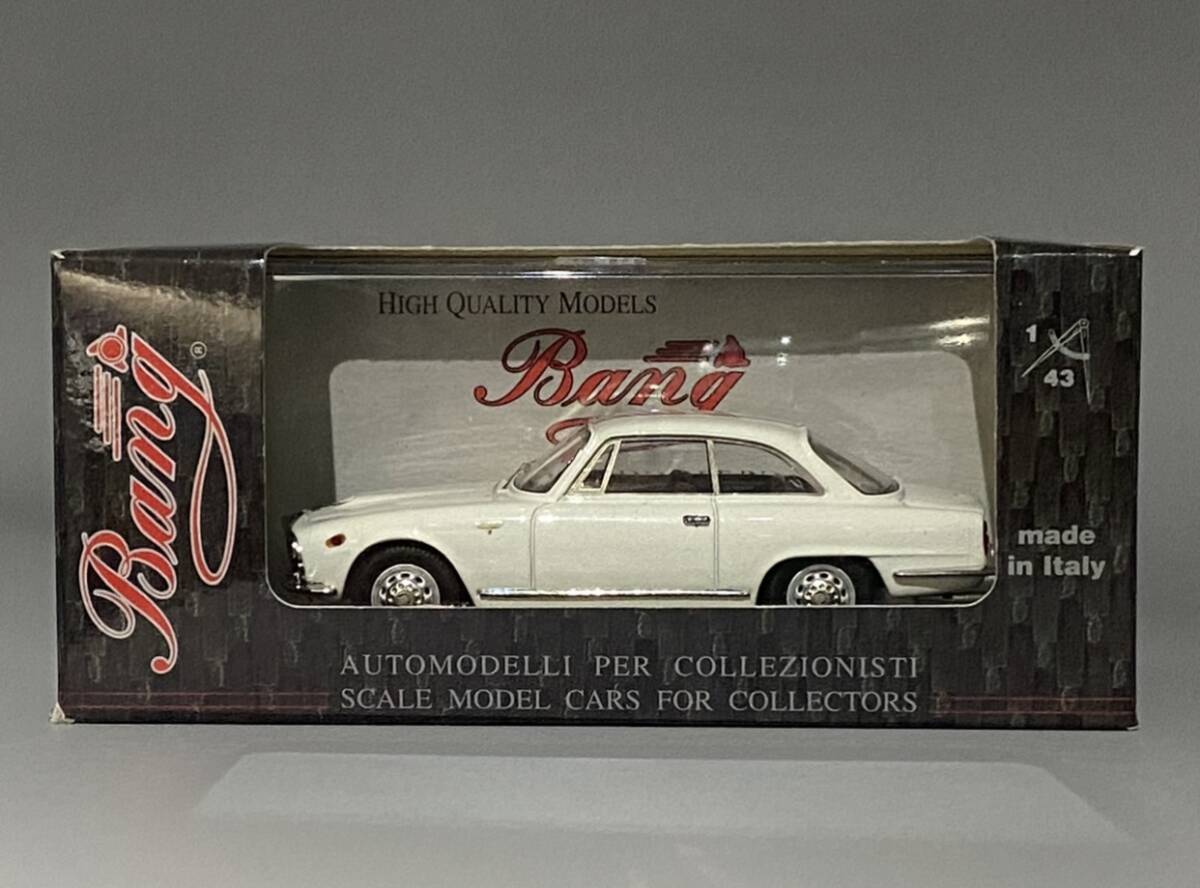 HIGH QUALITY MODELS
Bang
Bang®
1
43
made
in Italy
AUTOMODELLI PER COLLEZIONISTI
SCALE MODEL CARS FOR COLLECTORS